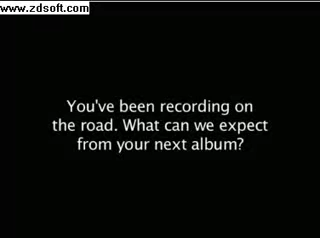 www.zdsoft.com
You've been recording on
the road. What can we expect
from your next album?